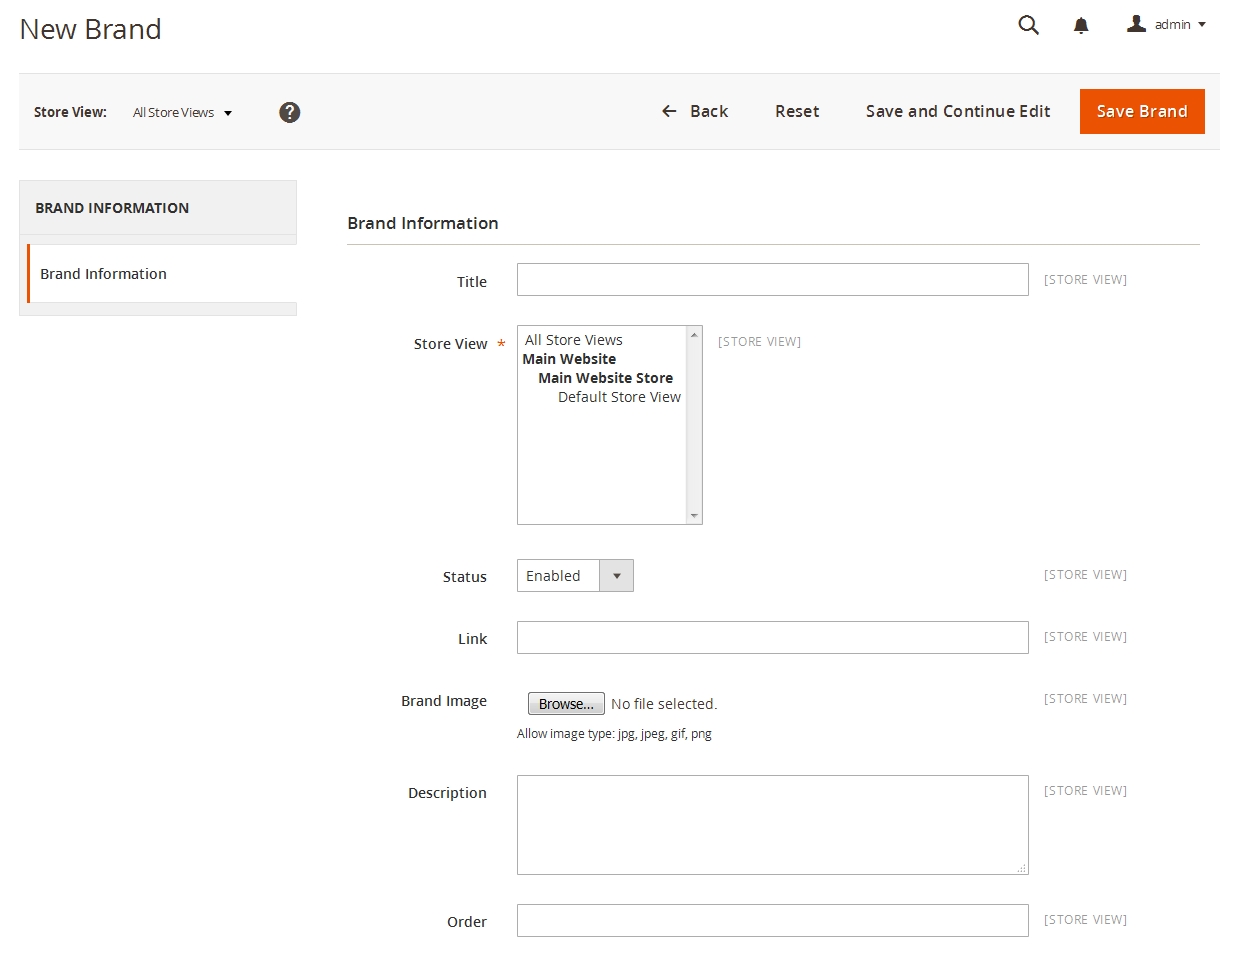 New Brand
admin
Store View: All Store Views ? Back Reset Save and Continue Edit Save Brand
BRAND INFORMATION
Brand Information
Brand Information
Title [STORE VIEW]
Store View * [STORE VIEW]
All Store Views
Main Website
Main Website Store
Default Store View
Status Enabled [STORE VIEW]
Link [STORE VIEW]
Brand Image Browse... No file selected. [STORE VIEW]
Allow image type: jpg, jpeg, gif, png
Description [STORE VIEW]
Order [STORE VIEW]